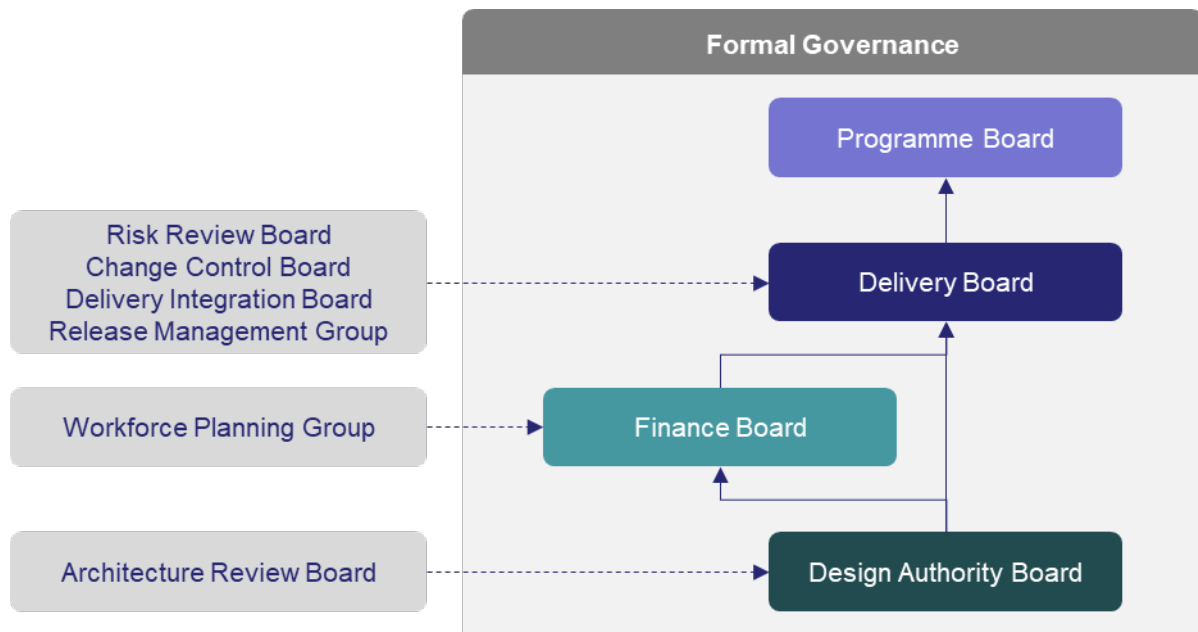 Formal Governance
Programme Board
Risk Review Board
Change Control Board
Delivery Integration Board
Release Management Group
Delivery Board
Workforce Planning Group
Finance Board
Architecture Review Board
Design Authority Board